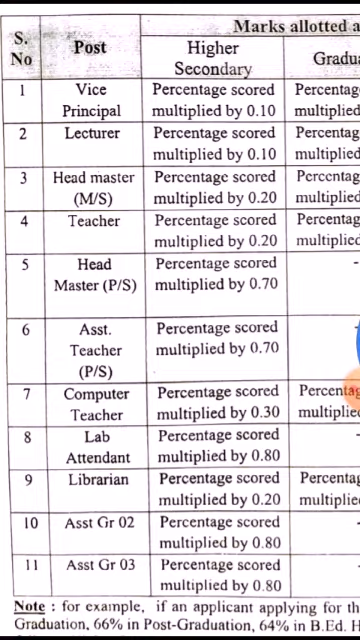 Marks allotted a
S. No
Post
Higher Secondary
Gradua
1 Vice Principal Percentage scored multiplied by 0.10 Percentag multiplied
2 Lecturer Percentage scored multiplied by 0.10 Percentag multiplied
3 Head master (M/S) Percentage scored multiplied by 0.20 Percentag multiplied
4 Teacher Percentage scored multiplied by 0.20 Percentag multiplied
5 Head Master (P/S) Percentage scored multiplied by 0.70 -
6 Asst. Teacher (P/S) Percentage scored multiplied by 0.70
7 Computer Teacher Percentage scored multiplied by 0.30 Percentag multiplie
8 Lab Attendant Percentage scored multiplied by 0.80 -
9 Librarian Percentage scored multiplied by 0.20 Percentag multiplie
10 Asst Gr 02 Percentage scored multiplied by 0.80 -
11 Asst Gr 03 Percentage scored multiplied by 0.80 -
Note : for example, if an applicant applying for th
Graduation, 66% in Post-Graduation, 64% in B.Ed. H